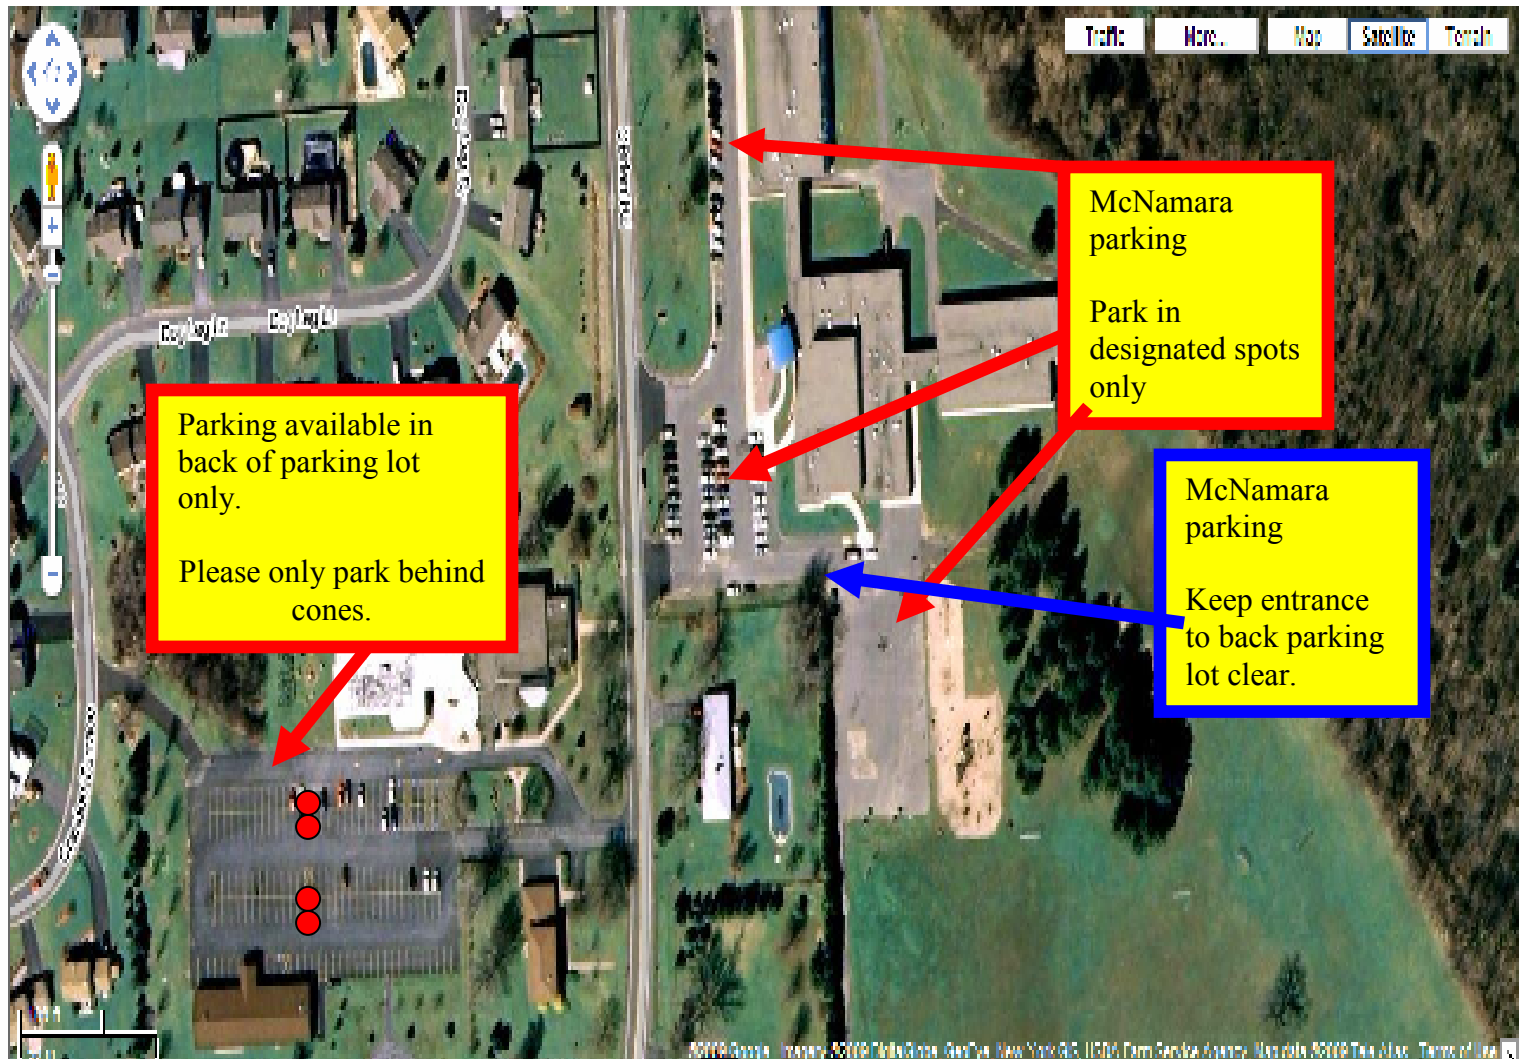 Traffic
More...
Map
Satellite
Terrain
McNamara
parking
Park in
designated spots
only
Parking available in
back of parking lot
only.
Please only park behind
cones.
McNamara
parking
Keep entrance
to back parking
lot clear.